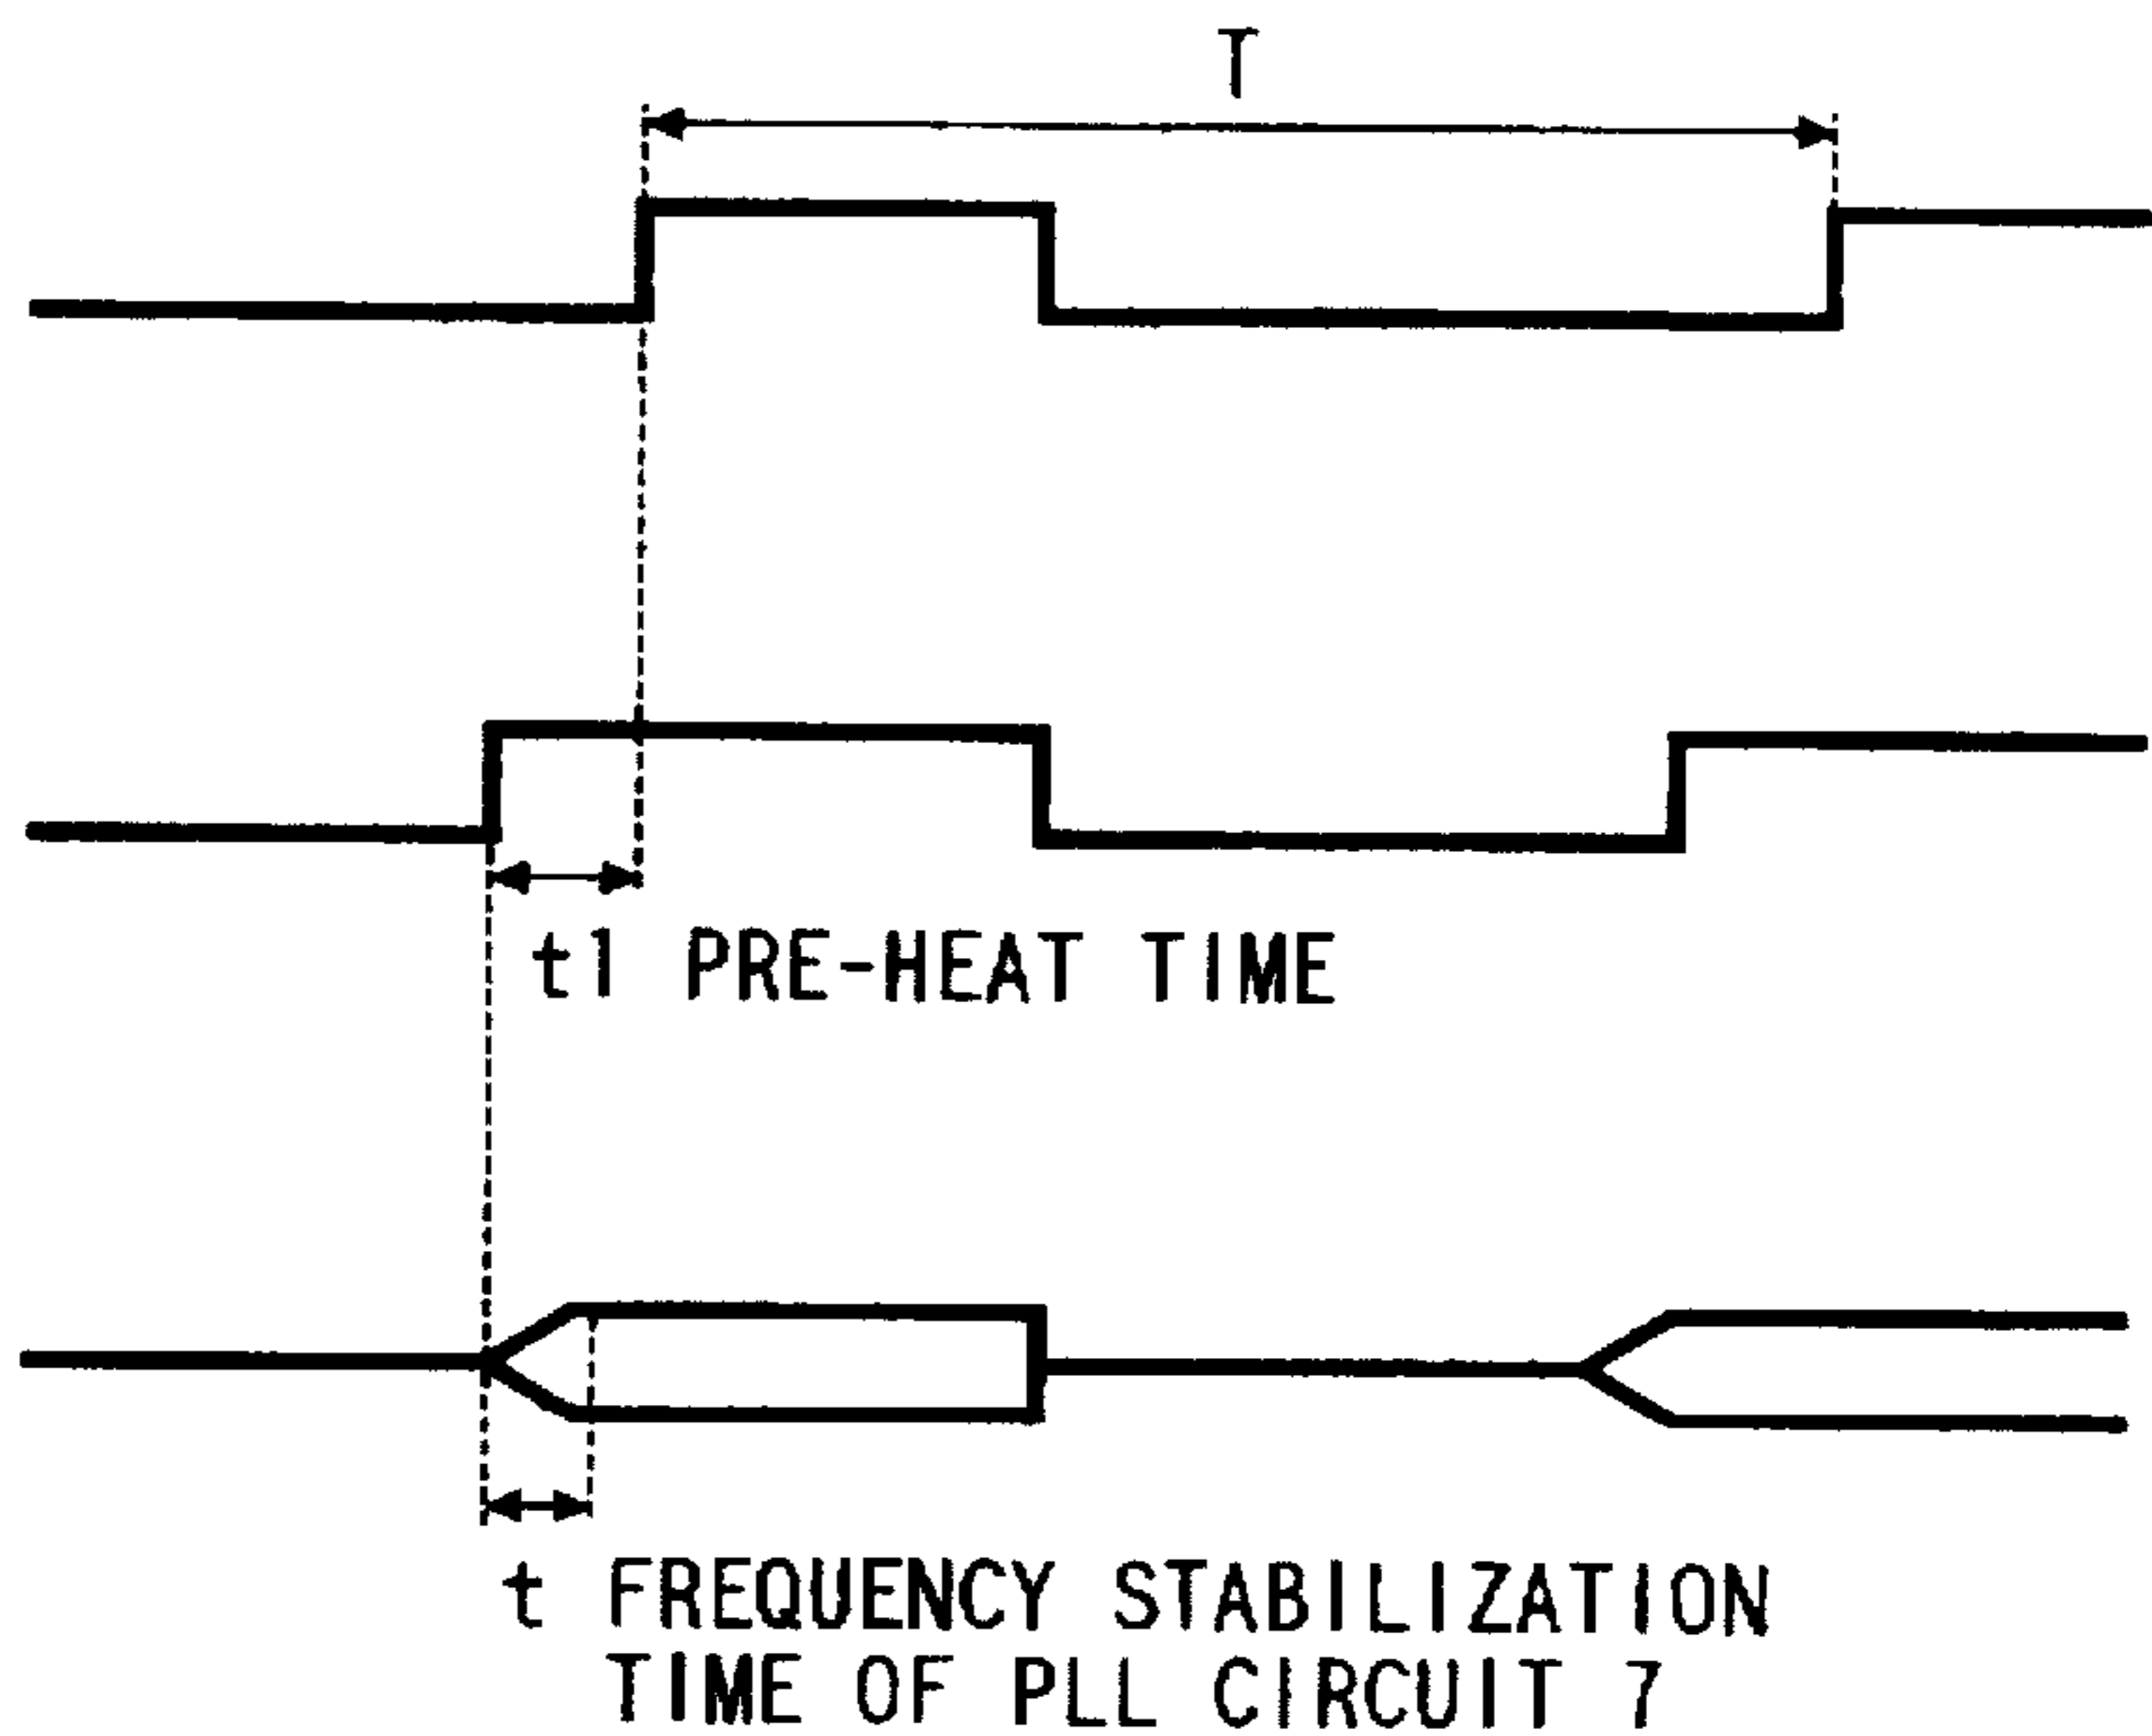 T
t1 PRE-HEAT TIME
t FREQUENCY STABILIZATION
TIME OF PLL CIRCUIT 7